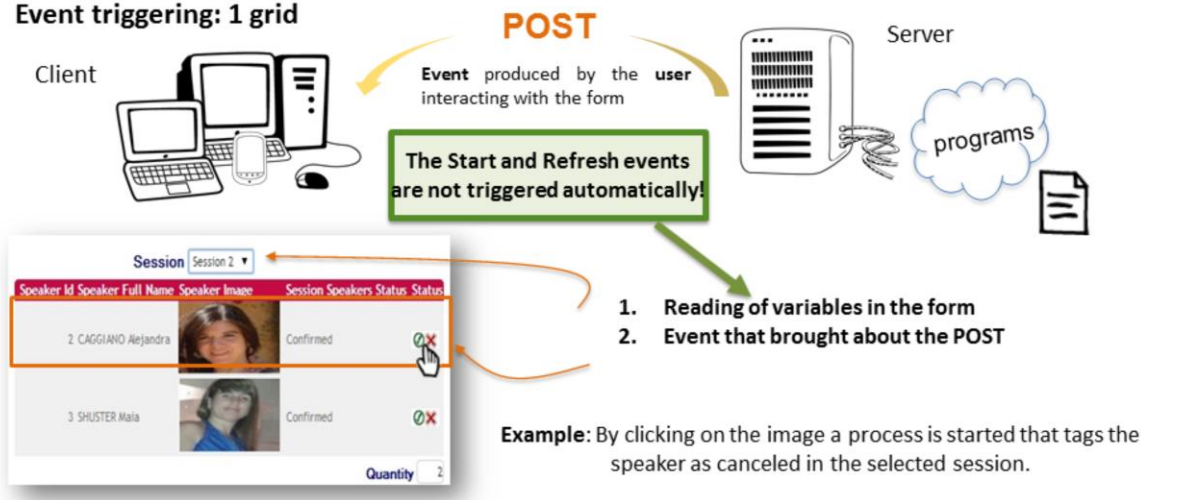 Event triggering: 1 grid
POST
Server
Client
Event produced by the user
interacting with the form
programs
The Start and Refresh events
are not triggered automatically!
Session Session 2
Speaker Id Speaker Full Name Speaker Image Session Speakers Status Status
2 CAGGIANO Alejandra Confirmed
3 SHUSTER Maia Confirmed
Quantity 2
1. Reading of variables in the form
2. Event that brought about the POST
Example: By clicking on the image a process is started that tags the
speaker as canceled in the selected session.